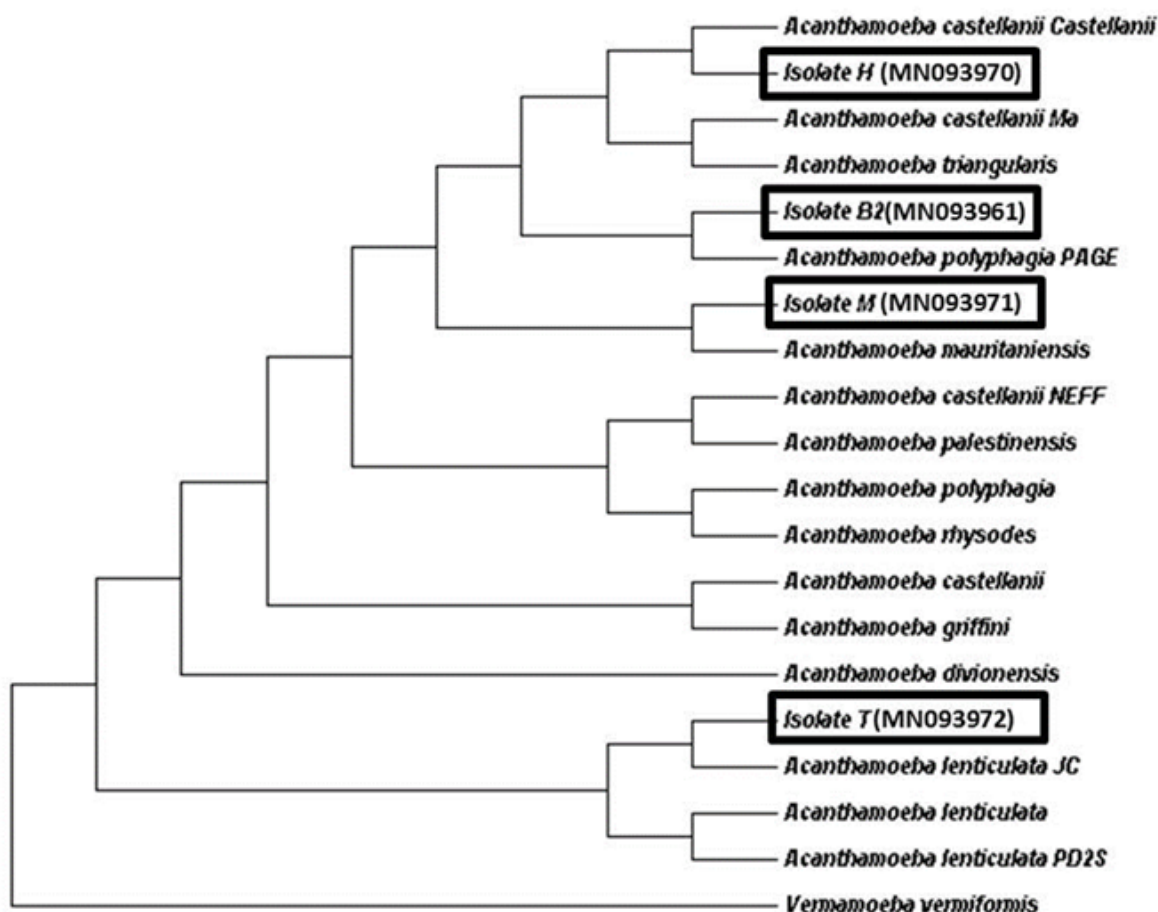 Acanthamoeba castellanii Castellanii
Isolate H (MN093970)
Acanthamoeba castellanii Ma
Acanthamoeba triangularis
Isolate B2(MN093961)
Acanthamoeba polyphagia PAGE
Isolate M (MN093971)
Acanthamoeba mauritaniensis
Acanthamoeba castellanii NEFF
Acanthamoeba palestinensis
Acanthamoeba polyphagia
Acanthamoeba rhysodes
Acanthamoeba castellanii
Acanthamoeba griffini
Acanthamoeba divionensis
Isolate T(MN093972)
Acanthamoeba lenticulata JC
Acanthamoeba lenticulata
Acanthamoeba lenticulata PD2S
Vermamoeba vermiformis